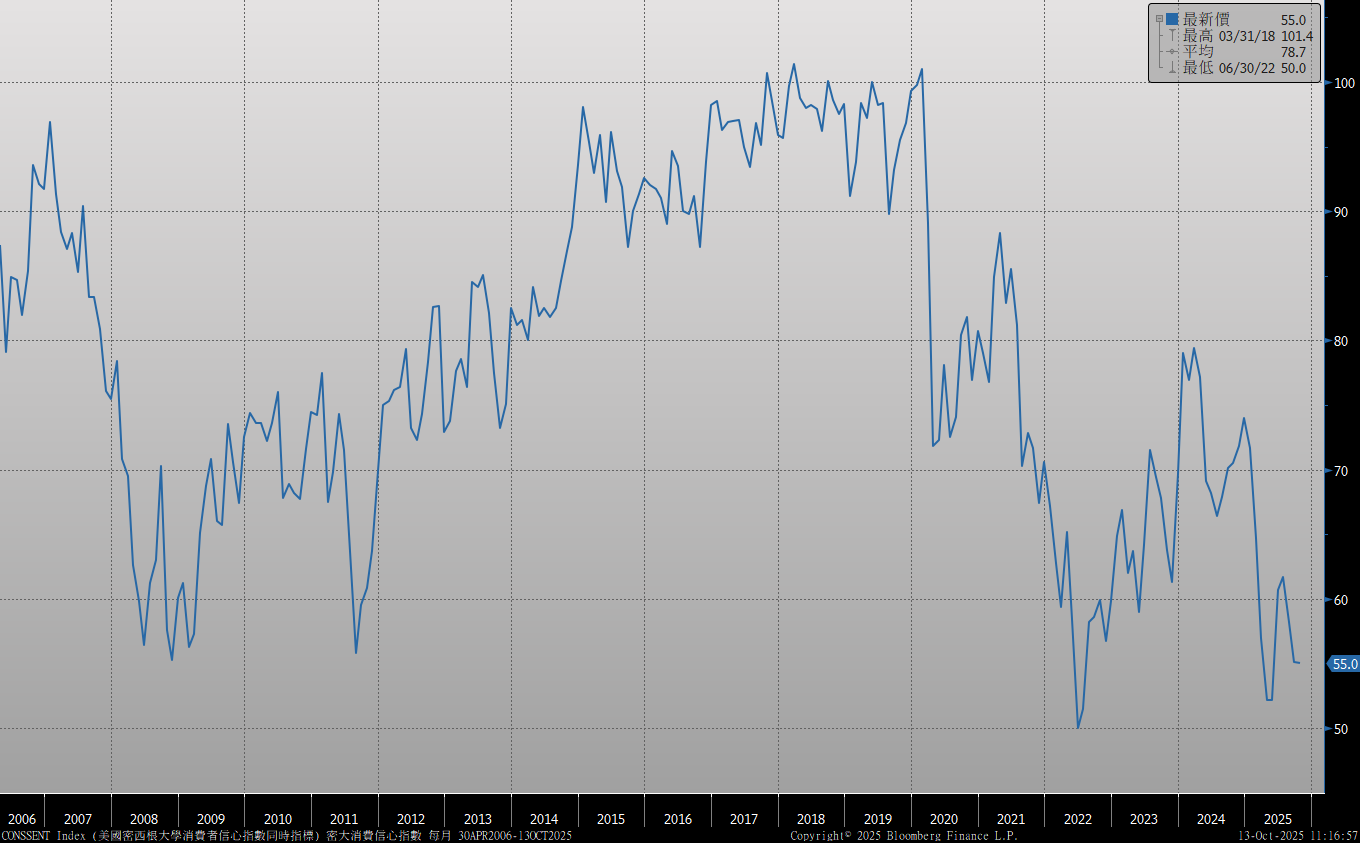 最新價 55.0
最高 03/31/18 101.4
平均 78.7
最低 06/30/22 50.0
100
90
80
70
60
55.0
50
2006 2007 2008 2009 2010 2011 2012 2013 2014 2015 2016 2017 2018 2019 2020 2021 2022 2023 2024 2025
CONSSENT Index (美國密西根大學消費者信心指數同時指標) 密大消費信心指數 每月 30APR2006-13OCT2025 Copyright© 2025 Bloomberg Finance L.P. 13-Oct-2025 11:16:57